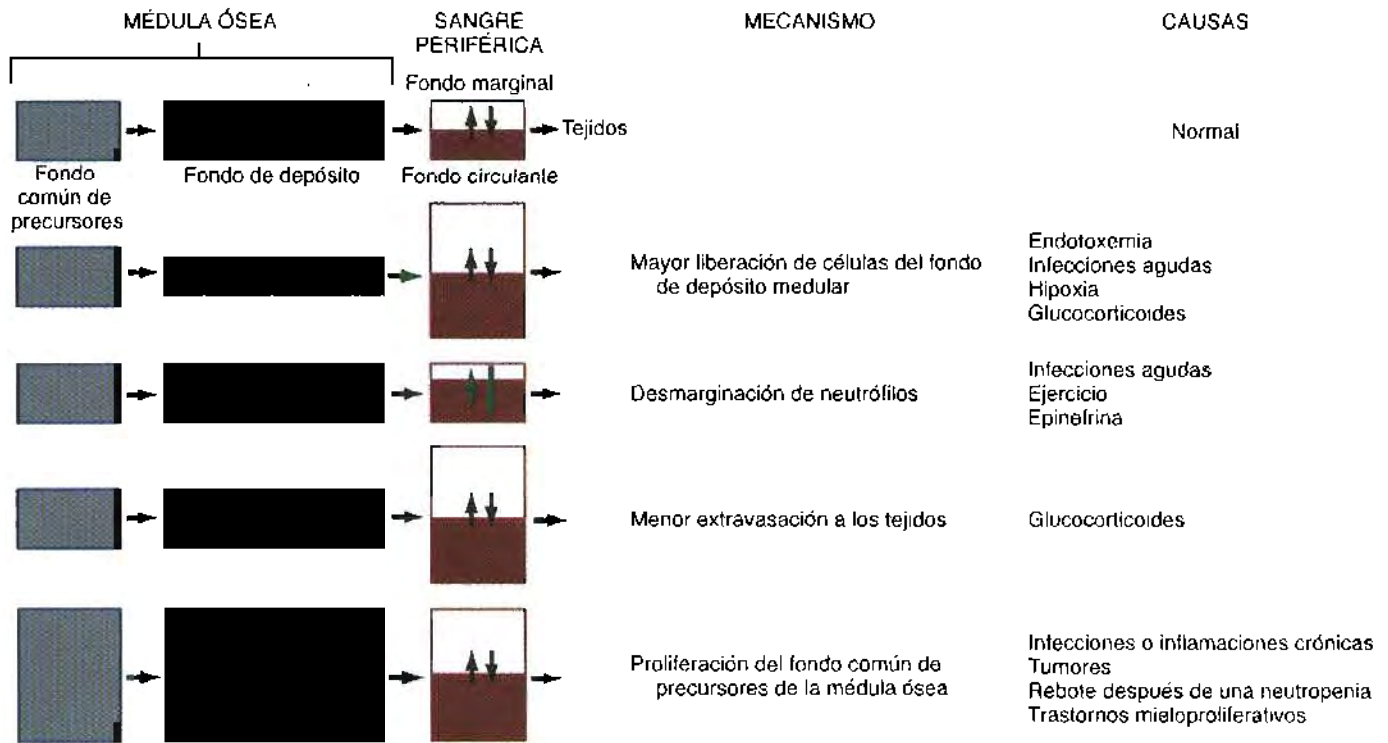 MÉDULA ÓSEA
SANGRE
PERIFÉRICA
MECANISMO
CAUSAS
Fondo marginal
Tejidos
Normal
Fondo
común de
precursores
Fondo de depósito
Fondo circulante
Mayor liberación de células del fondo
de depósito medular
Endotoxemia
Infecciones agudas
Hipoxia
Glucocorticoides
Desmarginación de neutrófilos
Infecciones agudas
Ejercicio
Epinefrina
Menor extravasación a los tejidos
Glucocorticoides
Proliferación del fondo común de
precursores de la médula ósea
Infecciones o inflamaciones crónicas
Tumores
Rebote después de una neutropenia
Trastornos mieloproliferativos